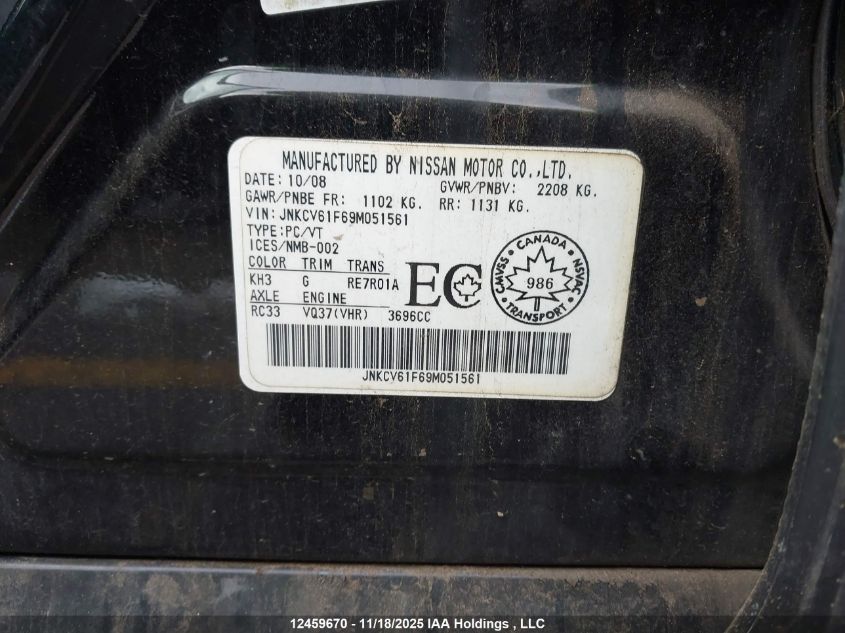 MANUFACTURED BY NISSAN MOTOR CO.,LTD.
DATE: 10/08 GVWR/PNBV: 2208 KG.
GAWR/PNBE FR: 1102 KG. RR: 1131 KG.
VIN: JNKCV61F69M051561
TYPE:PC/VT
ICES/NMB-002
COLOR TRIM TRANS
KH3 G RE7R01A
AXLE ENGINE
RC33 VQ37(VHR) 3696CC
EC
CANADA
CMVSS NSVAC
986
TRANSPORT
JNKCV61F69M051561
12459670 - 11/18/2025 IAA Holdings , LLC